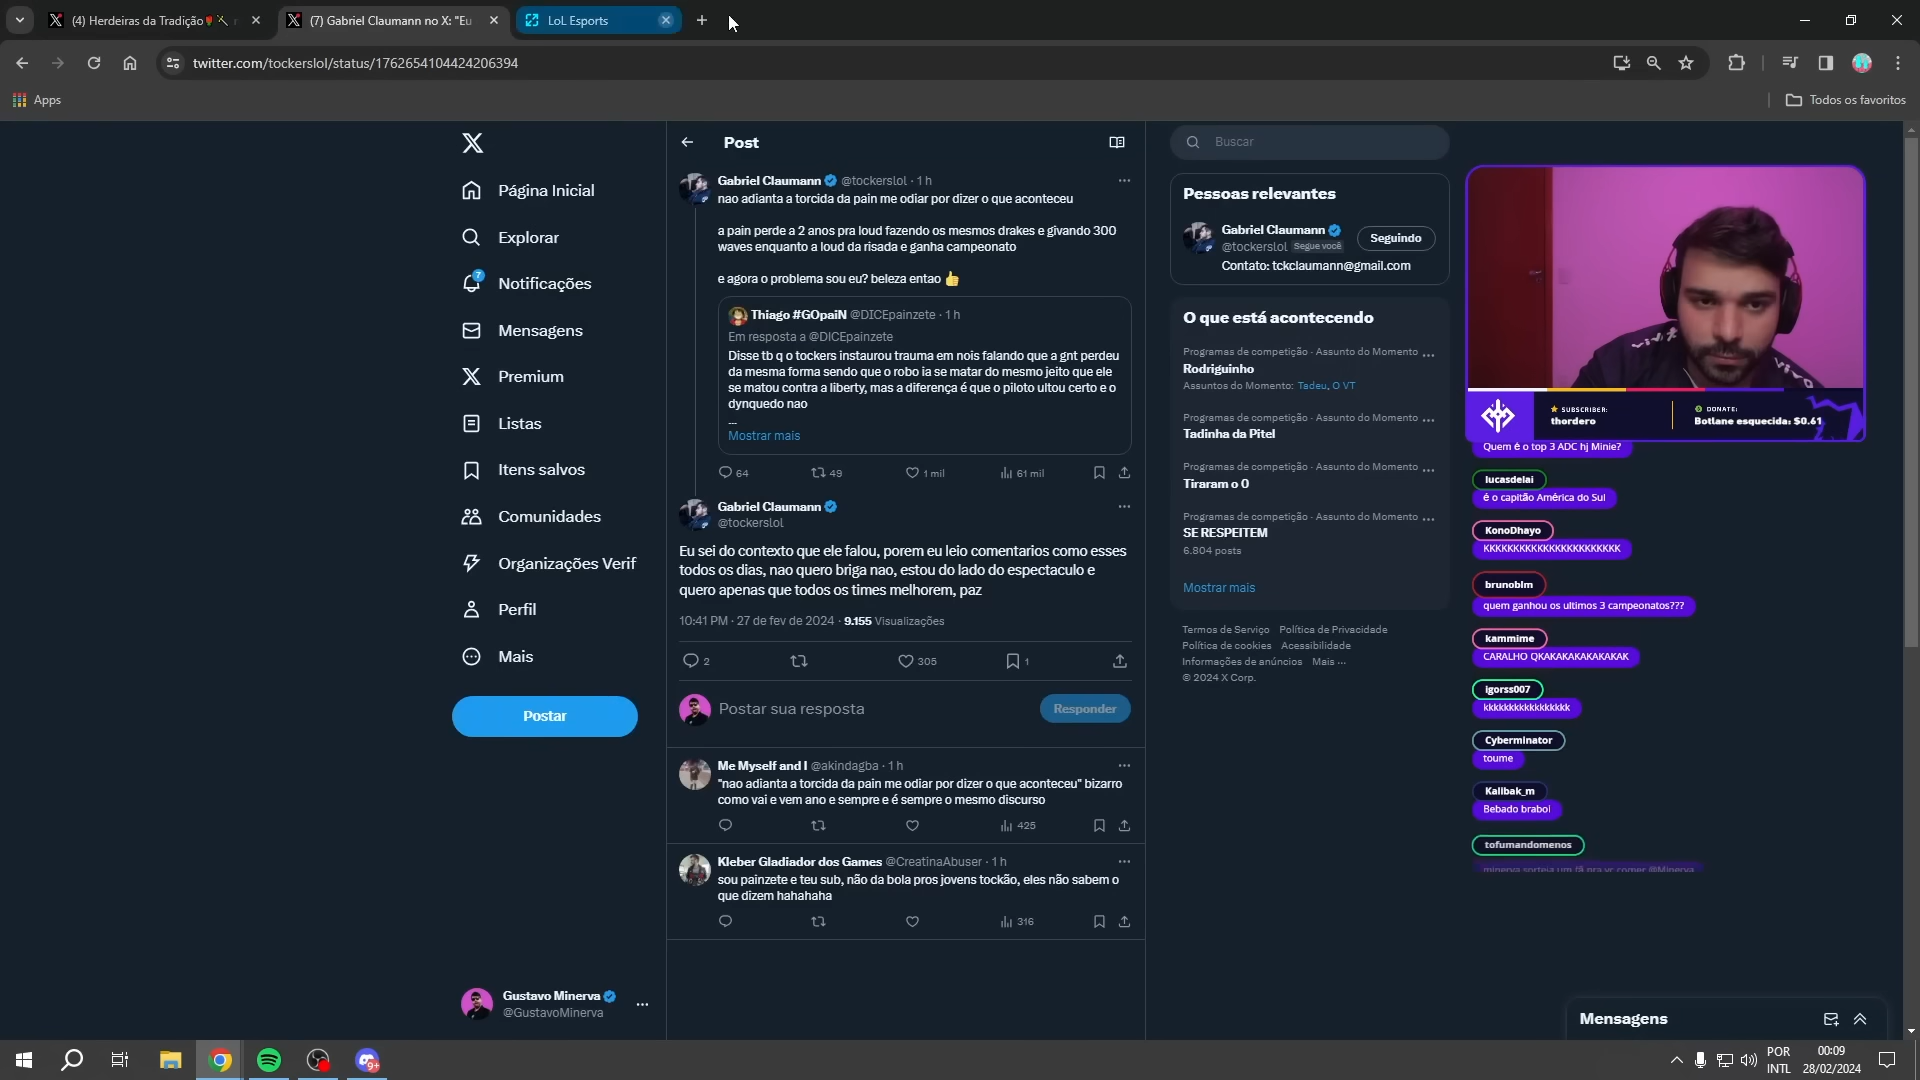 (4) Herdeiras da Tradição
(7) Gabriel Claumann no X: "Eu
LoL Esports
twitter.com/tockerslol/status/1762654104424206394
Apps
Todos os favoritos
Página Inicial
Explorar
7
Notificações
Mensagens
Premium
Listas
Itens salvos
Comunidades
Organizações Verif
Perfil
Mais
Postar
Gustavo Minerva
@GustavoMinerva
Post
Gabriel Claumann @tockerslol · 1 h
nao adianta a torcida da pain me odiar por dizer o que aconteceu
a pain perde a 2 anos pra loud fazendo os mesmos drakes e givando 300
waves enquanto a loud da risada e ganha campeonato
e agora o problema sou eu? beleza entao 👍
Thiago #GOpaiN @DICEpainzete · 1 h
Em resposta a @DICEpainzete
Disse tb q o tockers instaurou trauma em nois falando que a gnt perdeu
da mesma forma sendo que o robo ia se matar do mesmo jeito que ele
se matou contra a liberty, mas a diferença é que o piloto ultou certo e o
dynquedo nao
...
Mostrar mais
64 49 1 mil 61 mil
Gabriel Claumann
@tockerslol
Eu sei do contexto que ele falou, porem eu leio comentarios como esses
todos os dias, nao quero briga nao, estou do lado do espectaculo e
quero apenas que todos os times melhorem, paz
10:41 PM · 27 de fev de 2024 · 9.155 Visualizações
2 305 1
Postar sua resposta
Responder
Me Myself and I @akindagba · 1 h
"nao adianta a torcida da pain me odiar por dizer o que aconteceu" bizarro
como vai e vem ano e sempre e é sempre o mesmo discurso
425
Kleber Gladiador dos Games @CreatinaAbuser · 1 h
sou painzete e teu sub, não da bola pros jovens tockão, eles não sabem o
que dizem hahahaha
316
Buscar
Pessoas relevantes
Gabriel Claumann
@tockerslol Segue você
Seguindo
Contato: tckclaumann@gmail.com
O que está acontecendo
Programas de competição · Assunto do Momento
Rodriguinho
Assuntos do Momento: Tadeu, O VT
Programas de competição · Assunto do Momento
Tadinha da Pitel
Programas de competição · Assunto do Momento
Tiraram o 0
Programas de competição · Assunto do Momento
SE RESPEITEM
6.804 posts
Mostrar mais
Termos de Serviço Política de Privacidade
Política de cookies Acessibilidade
Informações de anúncios Mais ...
© 2024 X Corp.
SUBSCRIBER:
thordero
DONATE:
Botlane esquecida: $0.61
Quem é o top 3 ADC hj Minie?
lucasdelai
é o capitão América do Sul
KonoDhayo
KKKKKKKKKKKKKKKKKKKKKKK
brunoblm
quem ganhou os ultimos 3 campeonatos???
kammime
CARALHO QKAKAKAKAKAKAKAK
igorss007
kkkkkkkkkkkkkkkkk
Cyberminator
toume
Kalibak_m
Bebado brabol
tofumandomenos
Mensagens
9+
POR
INTL
00:09
28/02/2024